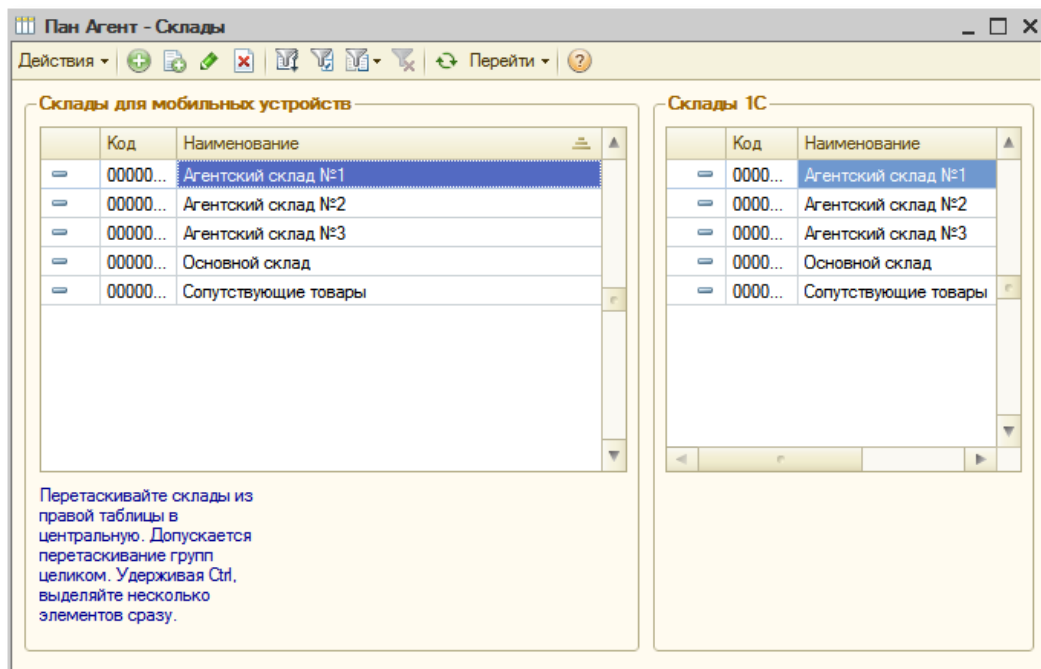 Пан Агент - Склады
Действия Перейти
Склады для мобильных устройств
Код Наименование
00000... Агентский склад №1
00000... Агентский склад №2
00000... Агентский склад №3
00000... Основной склад
00000... Сопутствующие товары
Перетаскивайте склады из
правой таблицы в
центральную. Допускается
перетаскивание групп
целиком. Удерживая Ctrl,
выделяйте несколько
элементов сразу.
Склады 1С
Код Наименование
0000... Агентский склад №1
0000... Агентский склад №2
0000... Агентский склад №3
0000... Основной склад
0000... Сопутствующие товары